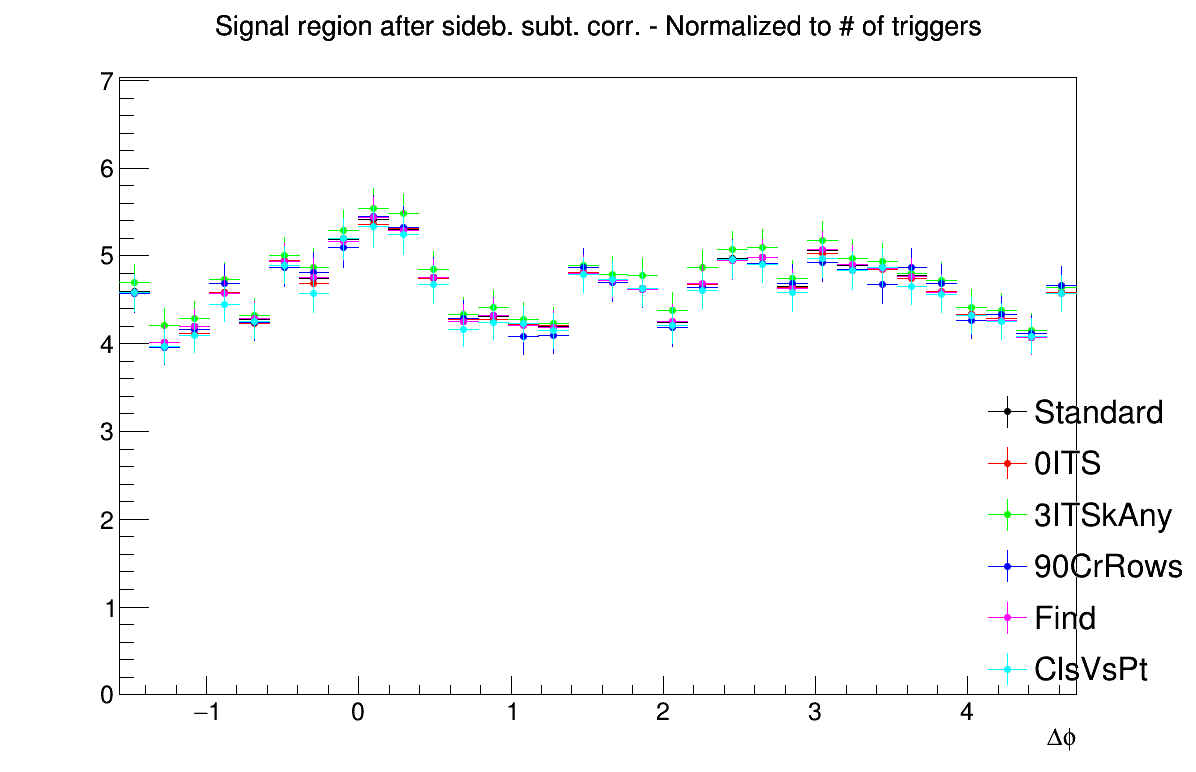 Signal region after sideb. subt. corr. - Normalized to # of triggers
7
6
5
4
3
2
1
0
Standard
0ITS
3ITSkAny
90CrRows
Find
ClsVsPt
−1 0 1 2 3 4
Δϕ